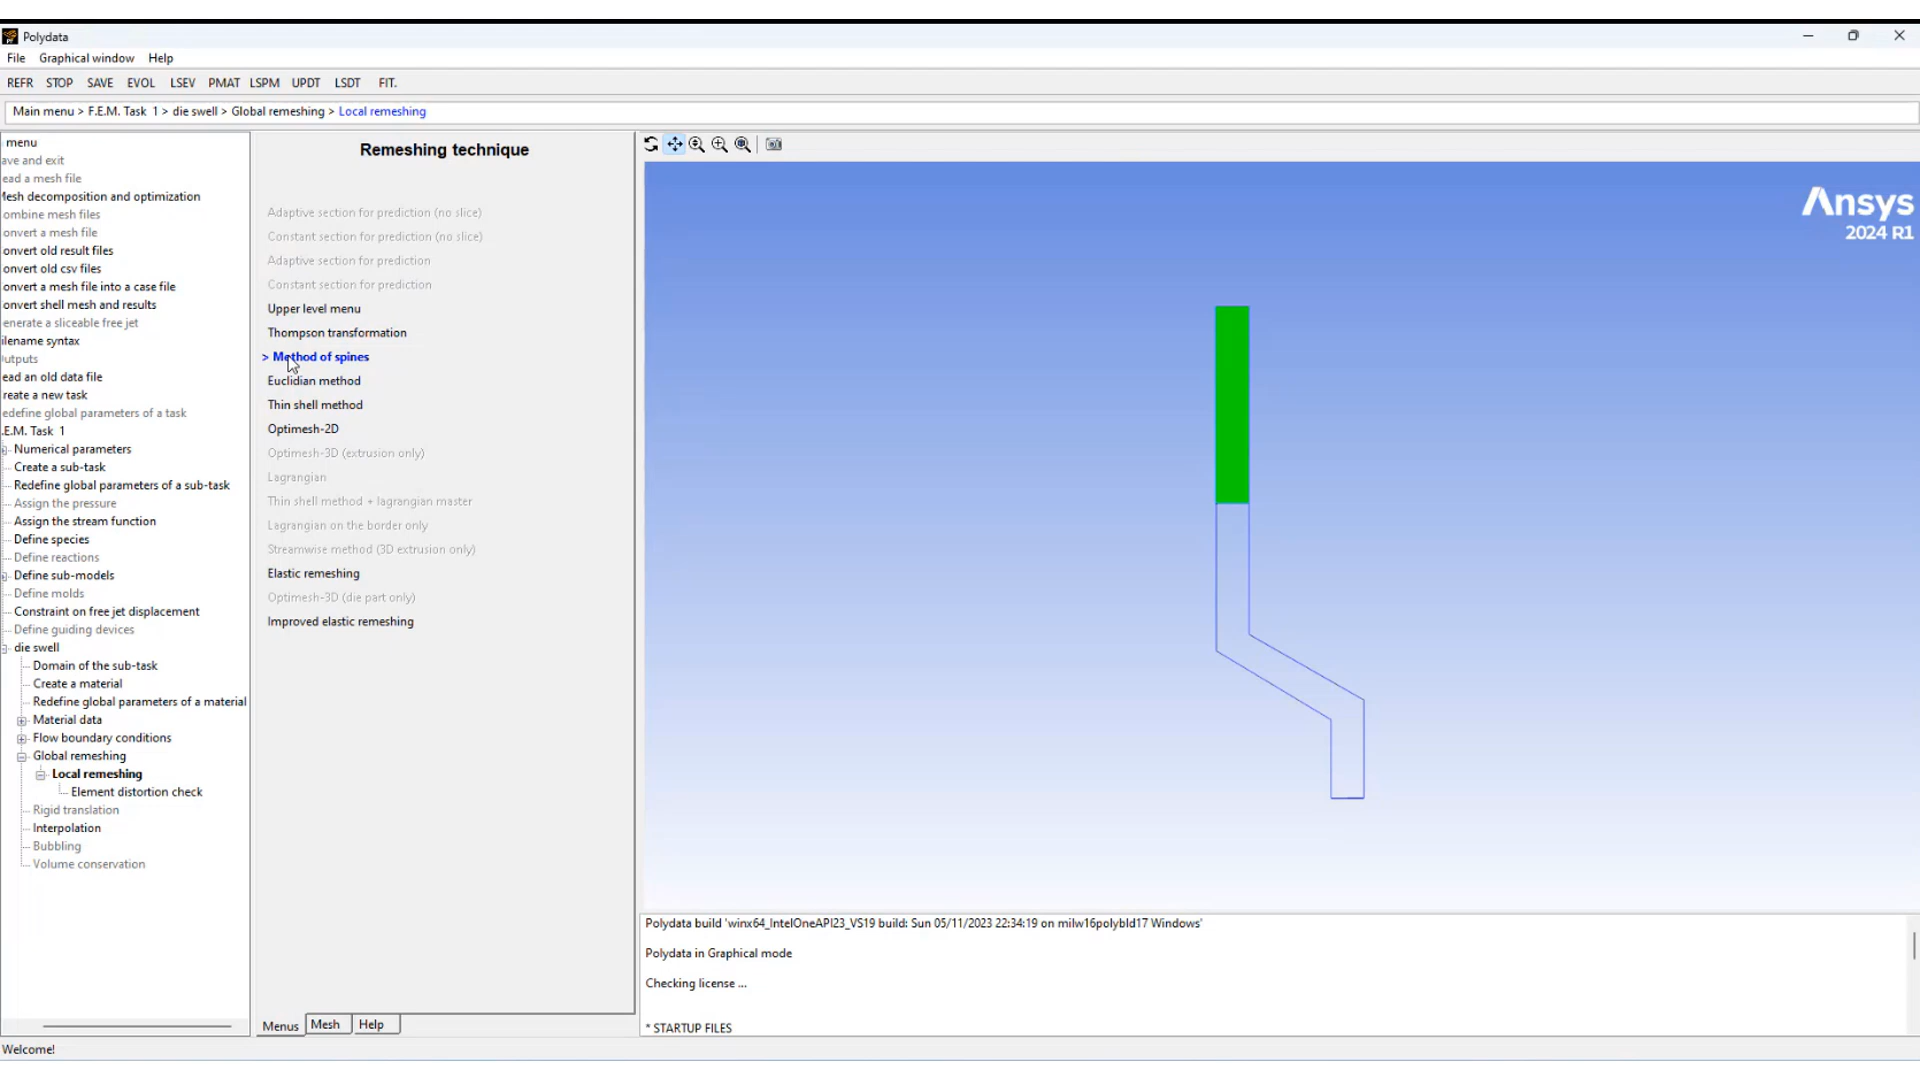 Polydata
File Graphical window Help
REFR STOP SAVE EVOL LSEV PMAT LSPM UPDT LSDT FIT.
Main menu > F.E.M. Task 1 > die swell > Global remeshing > Local remeshing
menu
ave and exit
ead a mesh file
esh decomposition and optimization
ombine mesh files
onvert a mesh file
onvert old result files
onvert old csv files
onvert a mesh file into a case file
onvert shell mesh and results
enerate a sliceable free jet
ilename syntax
utputs
ead an old data file
reate a new task
edefine global parameters of a task
.E.M. Task 1
Numerical parameters
Create a sub-task
Redefine global parameters of a sub-task
Assign the pressure
Assign the stream function
Define species
Define reactions
Define sub-models
Define molds
Constraint on free jet displacement
Define guiding devices
die swell
Domain of the sub-task
Create a material
Redefine global parameters of a material
Material data
Flow boundary conditions
Global remeshing
Local remeshing
Element distortion check
Rigid translation
Interpolation
Bubbling
Volume conservation
Welcome!
Remeshing technique
Adaptive section for prediction (no slice)
Constant section for prediction (no slice)
Adaptive section for prediction
Constant section for prediction
Upper level menu
Thompson transformation
> Method of spines
Euclidian method
Thin shell method
Optimesh-2D
Optimesh-3D (extrusion only)
Lagrangian
Thin shell method + lagrangian master
Lagrangian on the border only
Streamwise method (3D extrusion only)
Elastic remeshing
Optimesh-3D (die part only)
Improved elastic remeshing
Menus Mesh Help
Ansys
2024 R1
Polydata build 'winx64_IntelOneAPI23_VS19 build: Sun 05/11/2023 22:34:19 on milw16polybld17 Windows'
Polydata in Graphical mode
Checking license ...
* STARTUP FILES